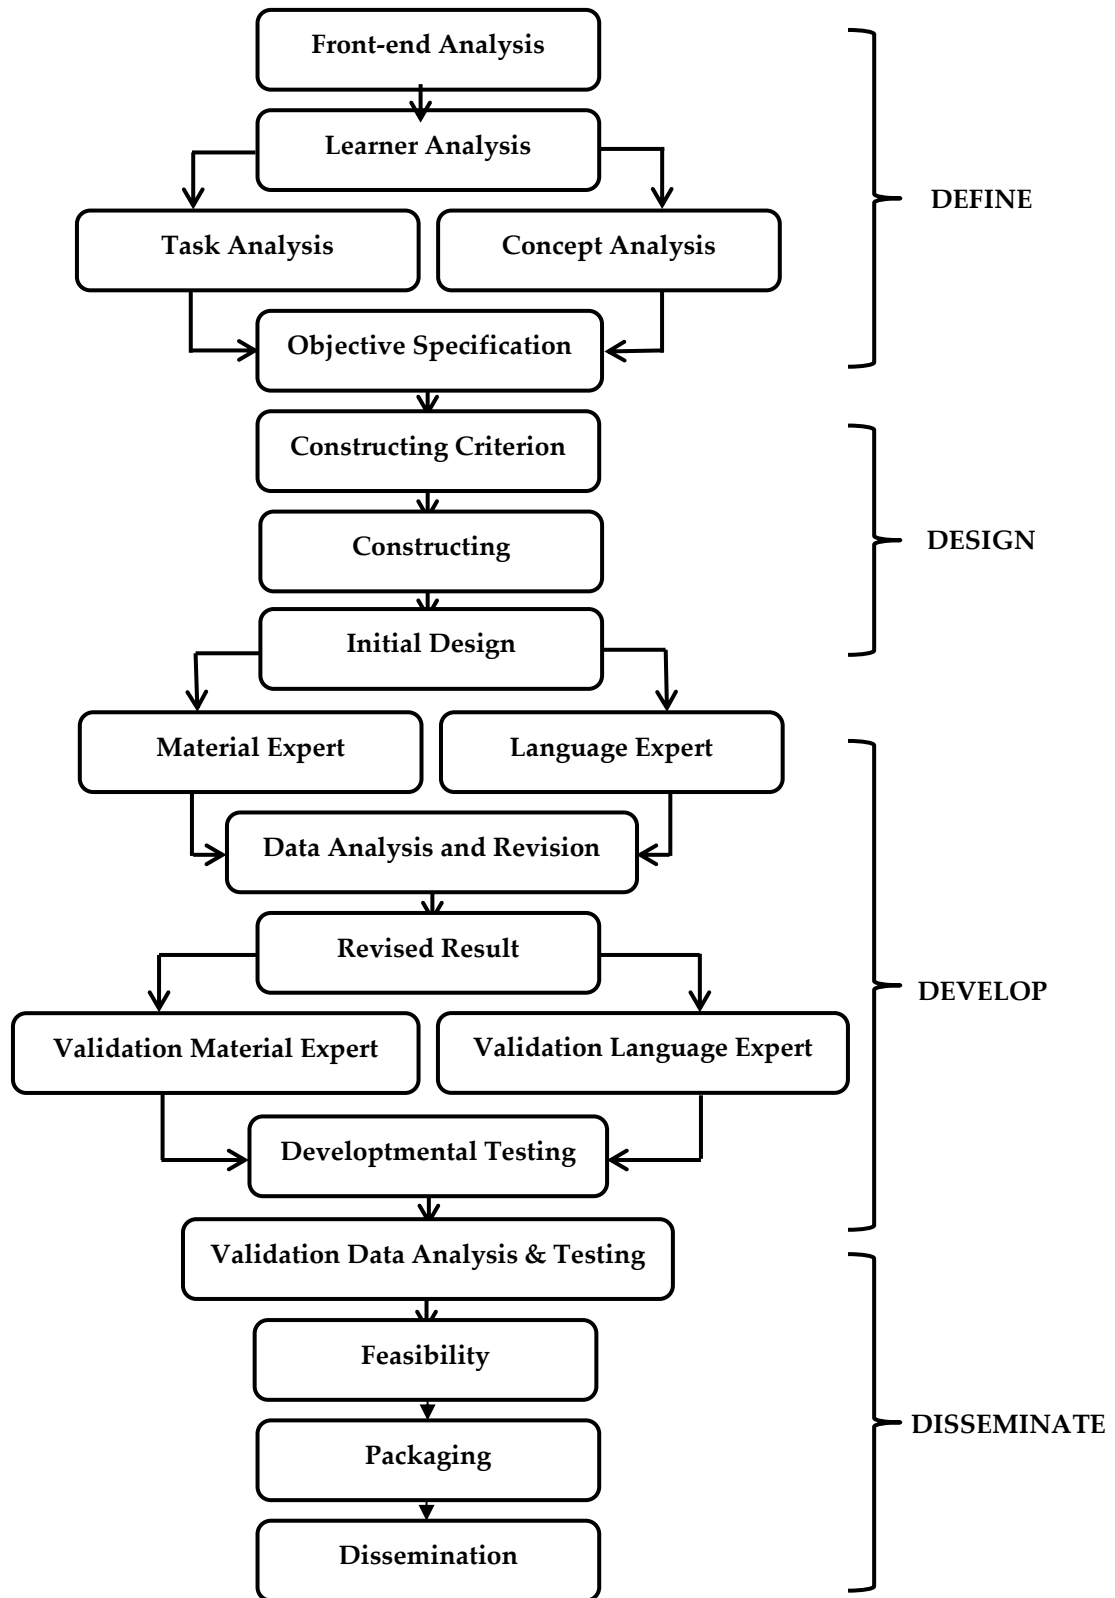 Front-end Analysis
Learner Analysis
DEFINE
Task Analysis
Concept Analysis
Objective Specification
Constructing Criterion
Constructing
DESIGN
Initial Design
Material Expert
Language Expert
Data Analysis and Revision
Revised Result
DEVELOP
Validation Material Expert
Validation Language Expert
Developtmental Testing
Validation Data Analysis & Testing
Feasibility
DISSEMINATE
Packaging
Dissemination